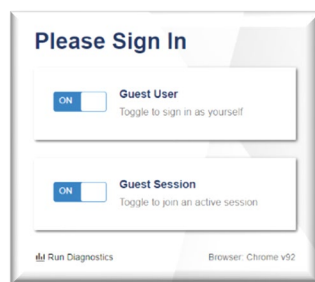 Please Sign In
ON
Guest User
Toggle to sign in as yourself
ON
Guest Session
Toggle to join an active session
Run Diagnostics
Browser: Chrome v92